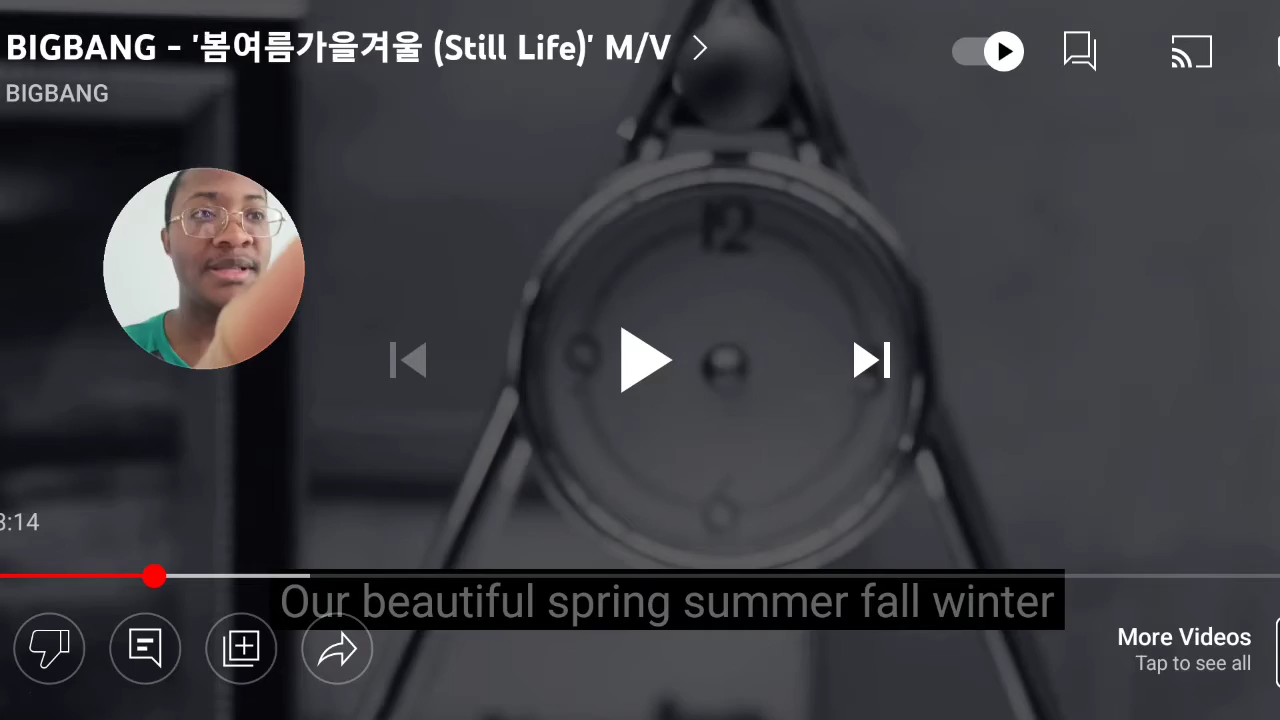 BIGBANG - '봄여름가을겨울 (Still Life)' M/V
BIGBANG
12
3:14
Our beautiful spring summer fall winter
More Videos
Tap to see all